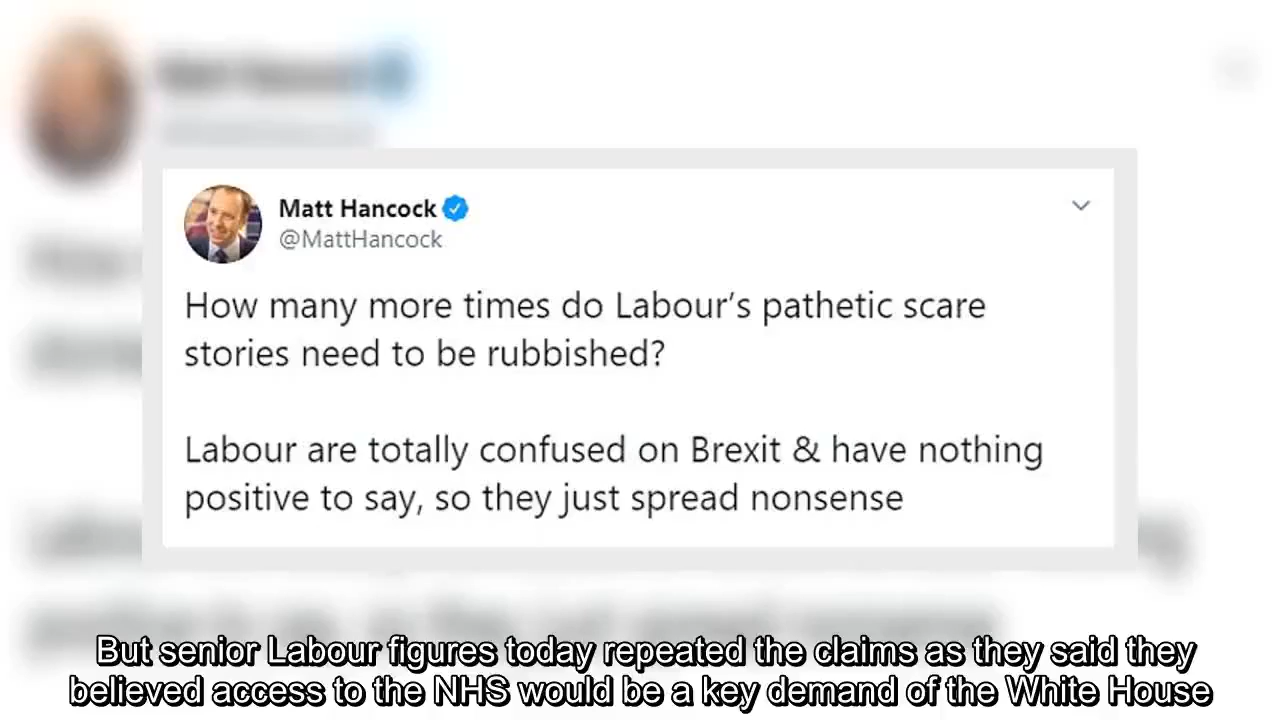 Matt Hancock
@MattHancock
How many more times do Labour’s pathetic scare
stories need to be rubbished?
Labour are totally confused on Brexit & have nothing
positive to say, so they just spread nonsense
But senior Labour figures today repeated the claims as they said they
believed access to the NHS would be a key demand of the White House